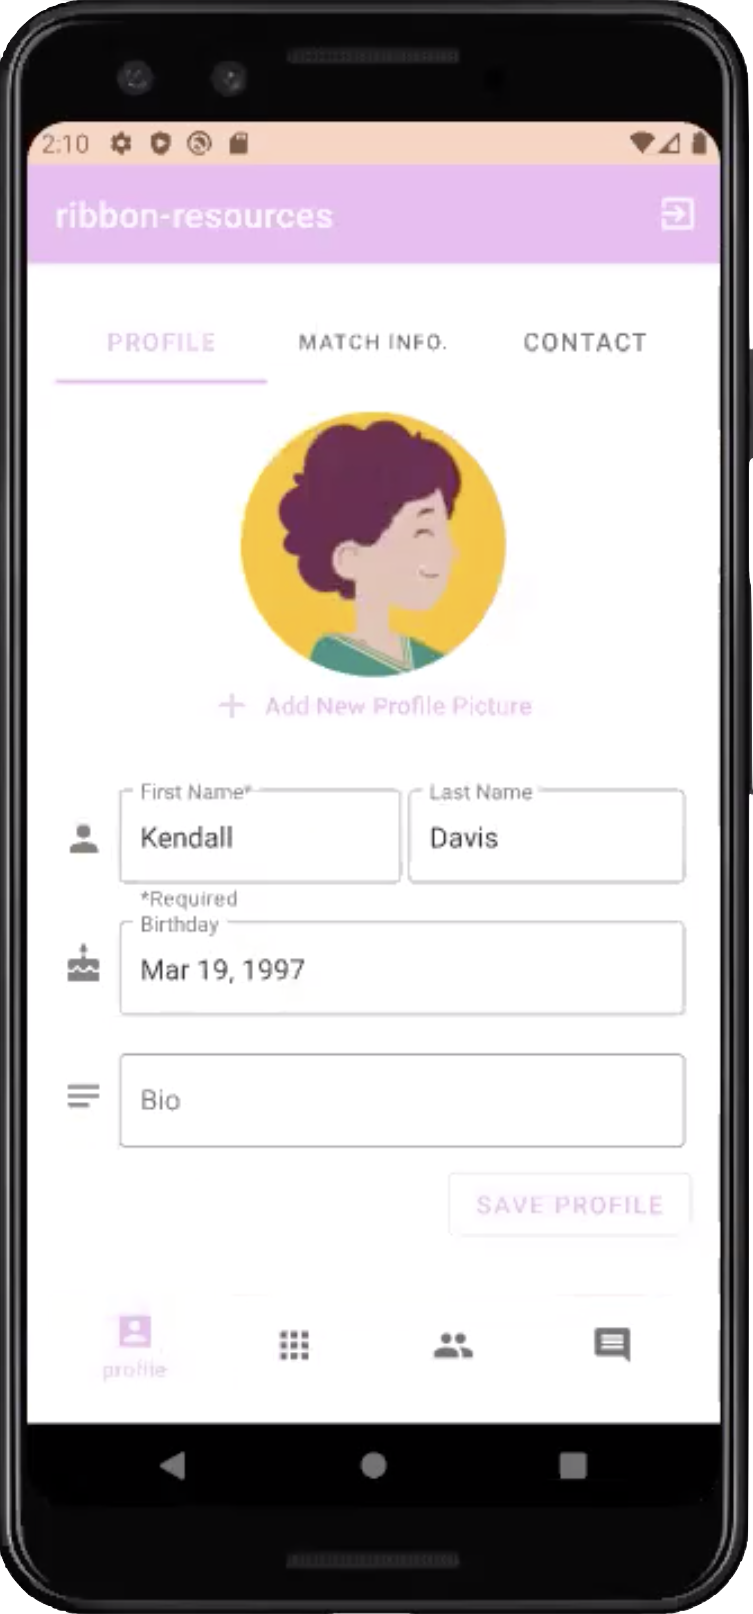 2:10
ribbon-resources
PROFILE MATCH INFO. CONTACT
Add New Profile Picture
First Name* Last Name
Kendall Davis
*Required
Birthday
Mar 19, 1997
Bio
SAVE PROFILE
profile